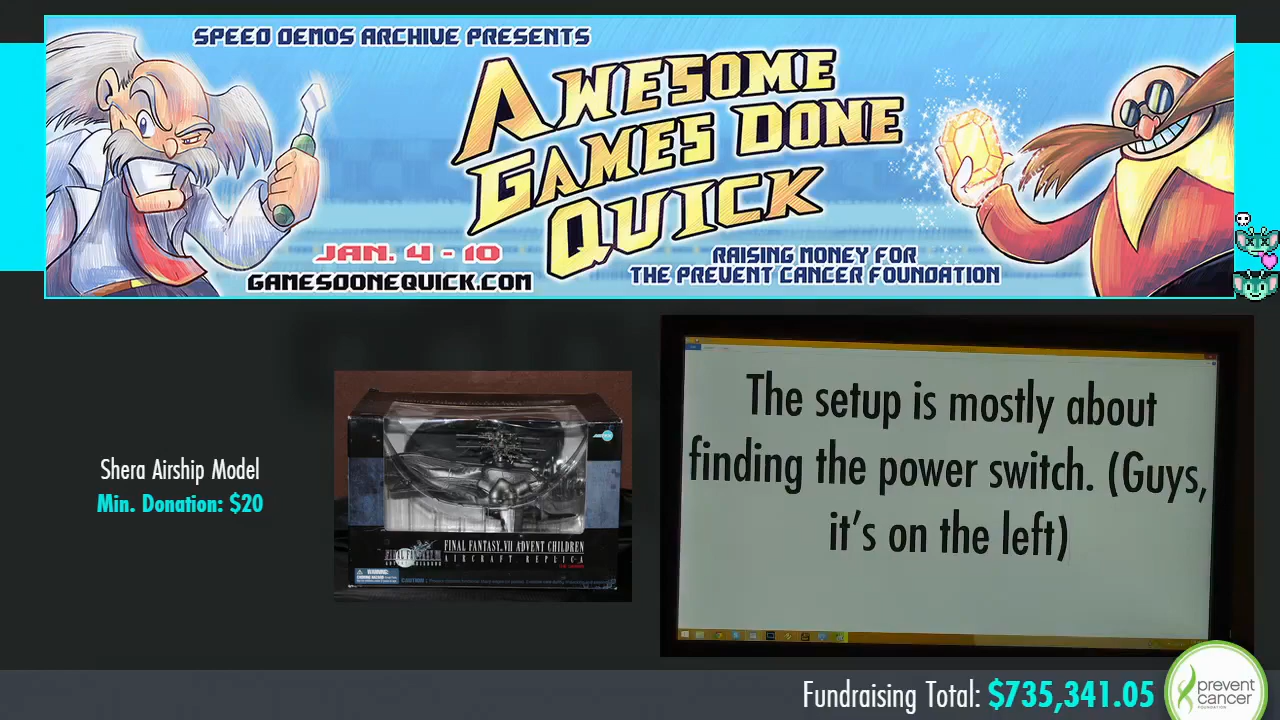 SPEED DEMOS ARCHIVE PRESENTS
AWESOME
GAMES DONE
QUICK
JAN. 4 - 10
GAMESDONEQUICK.COM
RAISING MONEY FOR
THE PREVENT CANCER FOUNDATION
Shera Airship Model
Min. Donation: $20
FINAL FANTASY VII ADVENT CHILDREN
AIRCRAFT REPLICA
WARNING:
The setup is mostly about
finding the power switch. (Guys,
it's on the left)
Fundraising Total: $735,341.05
prevent
cancer
FOUNDATION